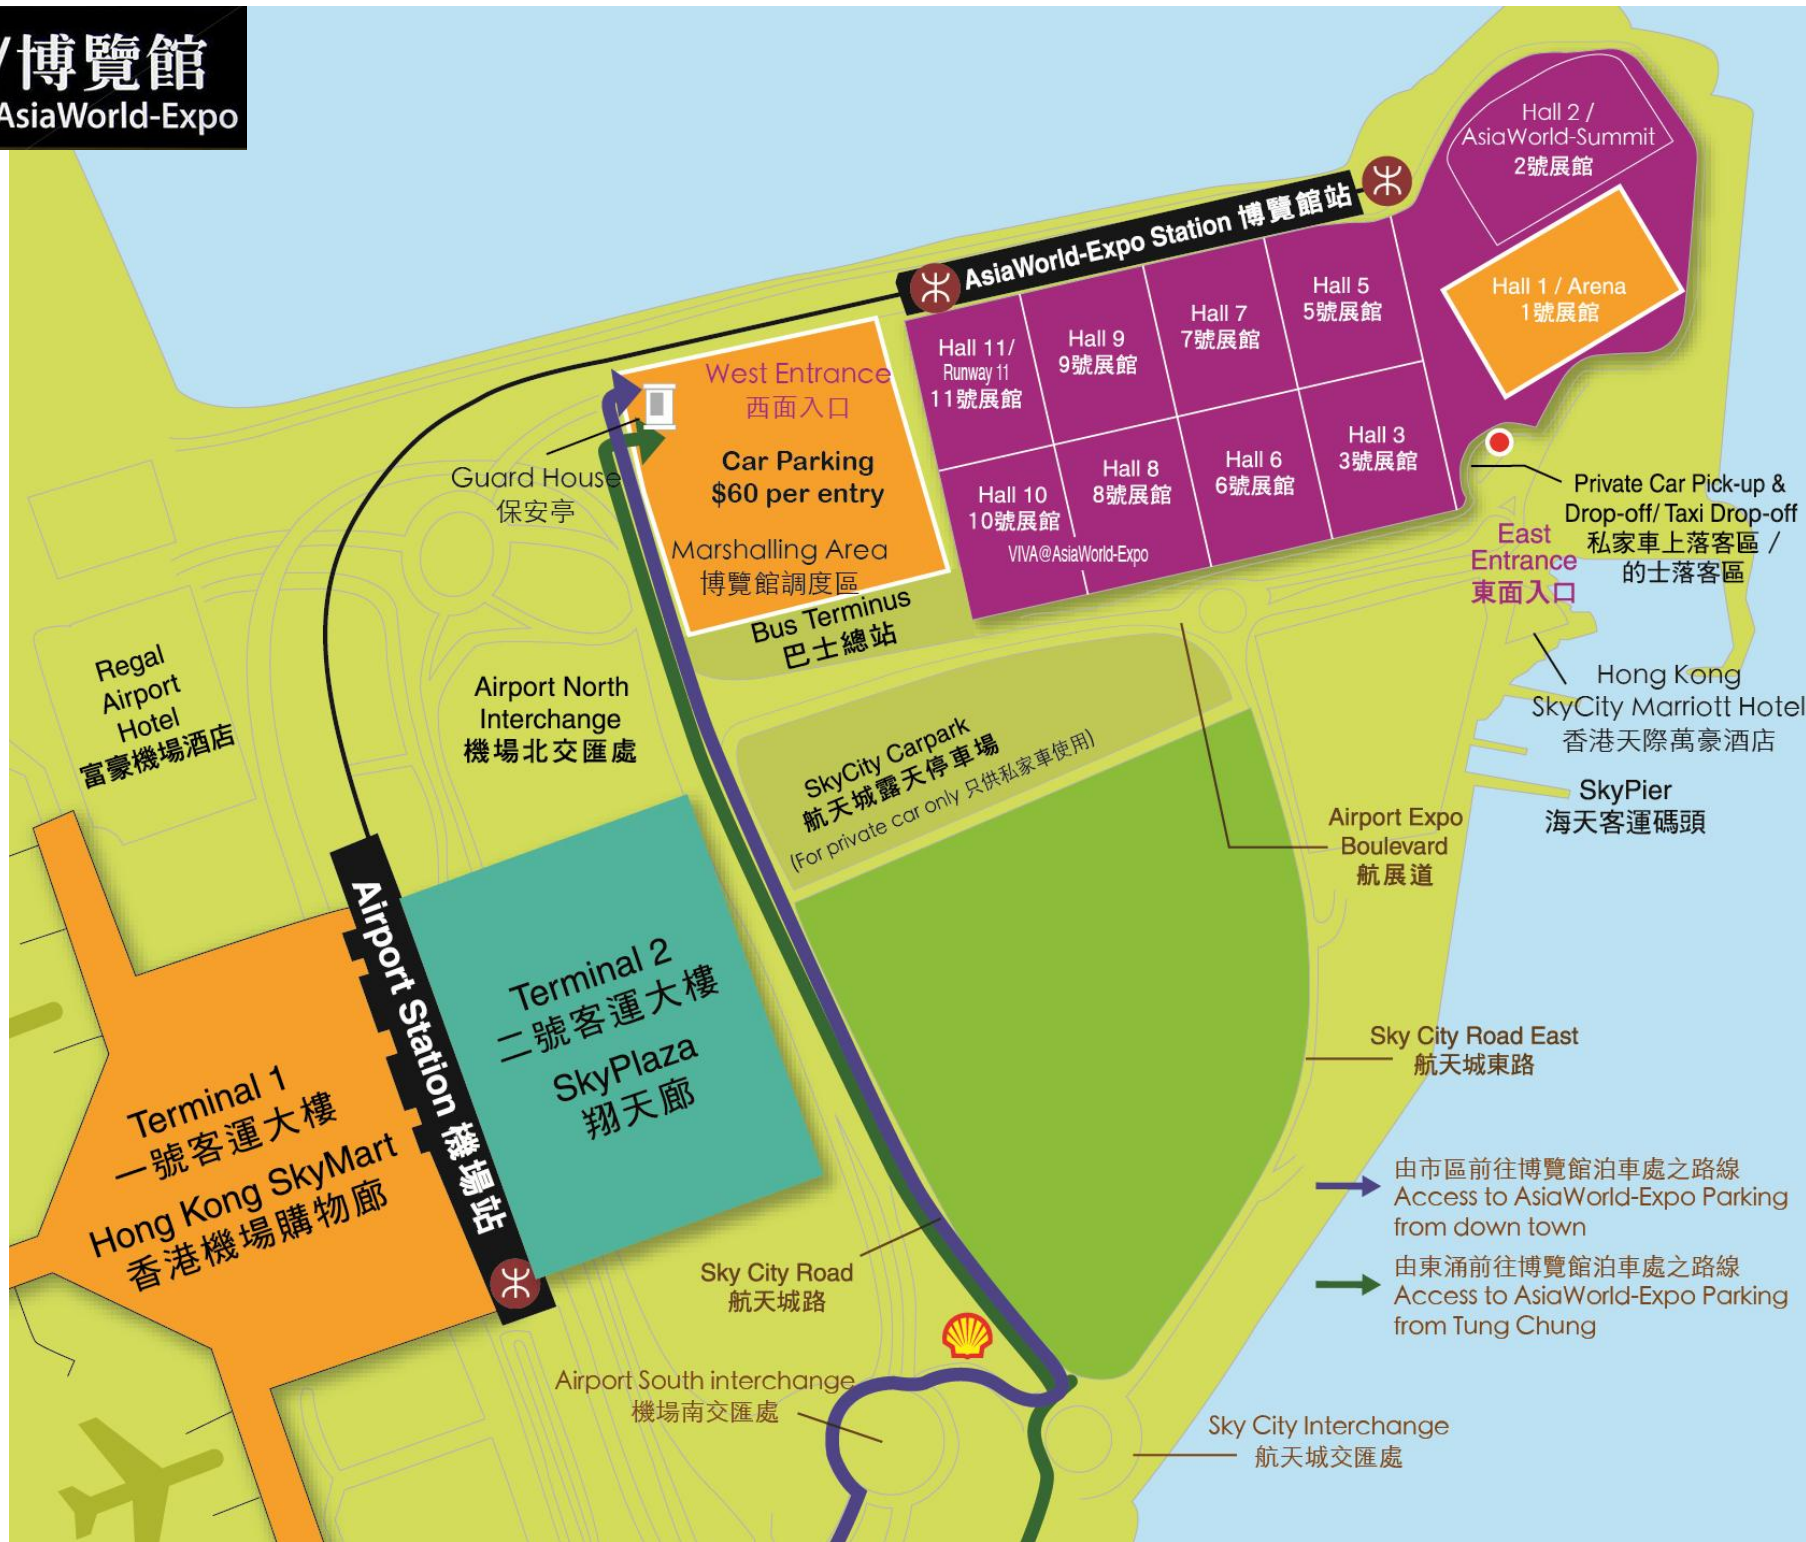 /博覽館
AsiaWorld-Expo
Hall 2 /
AsiaWorld-Summit
2號展館
AsiaWorld-Expo Station 博覽館站
Hall 1 / Arena
1號展館
Hall 5
5號展館
Hall 7
7號展館
Hall 9
9號展館
Hall 11/
Runway 11
11號展館
West Entrance
西面入口
Car Parking
$60 per entry
Marshalling Area
博覽館調度區
Guard House
保安亭
Hall 3
3號展館
Hall 6
6號展館
Hall 8
8號展館
Hall 10
10號展館
VIVA@AsiaWorld-Expo
Private Car Pick-up &
Drop-off/ Taxi Drop-off
私家車上落客區 /
的士落客區
East
Entrance
東面入口
Bus Terminus
巴士總站
Regal
Airport
Hotel
富豪機場酒店
Airport North
Interchange
機場北交匯處
Hong Kong
SkyCity Marriott Hotel
香港天際萬豪酒店
SkyPier
海天客運碼頭
SkyCity Carpark
航天城露天停車場
(For private car only 只供私家車使用)
Airport Expo
Boulevard
航展道
Airport Station 機場站
Terminal 2
二號客運大樓
SkyPlaza
翔天廊
Sky City Road East
航天城東路
Terminal 1
一號客運大樓
Hong Kong SkyMart
香港機場購物廊
由市區前往博覽館泊車處之路線
Access to AsiaWorld-Expo Parking
from down town
由東涌前往博覽館泊車處之路線
Access to AsiaWorld-Expo Parking
from Tung Chung
Sky City Road
航天城路
Airport South interchange
機場南交匯處
Sky City Interchange
航天城交匯處